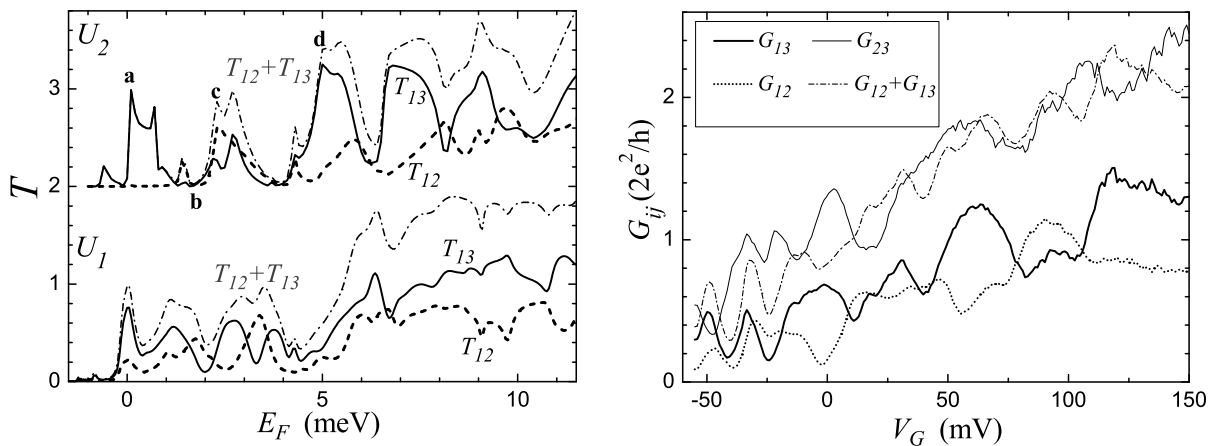 U2
d
a
c
T12+T13
3
T13
T
2
T12
b
U1
T13
1
T12+T13
T12
0
0
5
10
EF (meV)
G13
G23
G12
G12+G13
2
Gij(2e²/h)
1
0
-50
0
50
100
150
VG (mV)